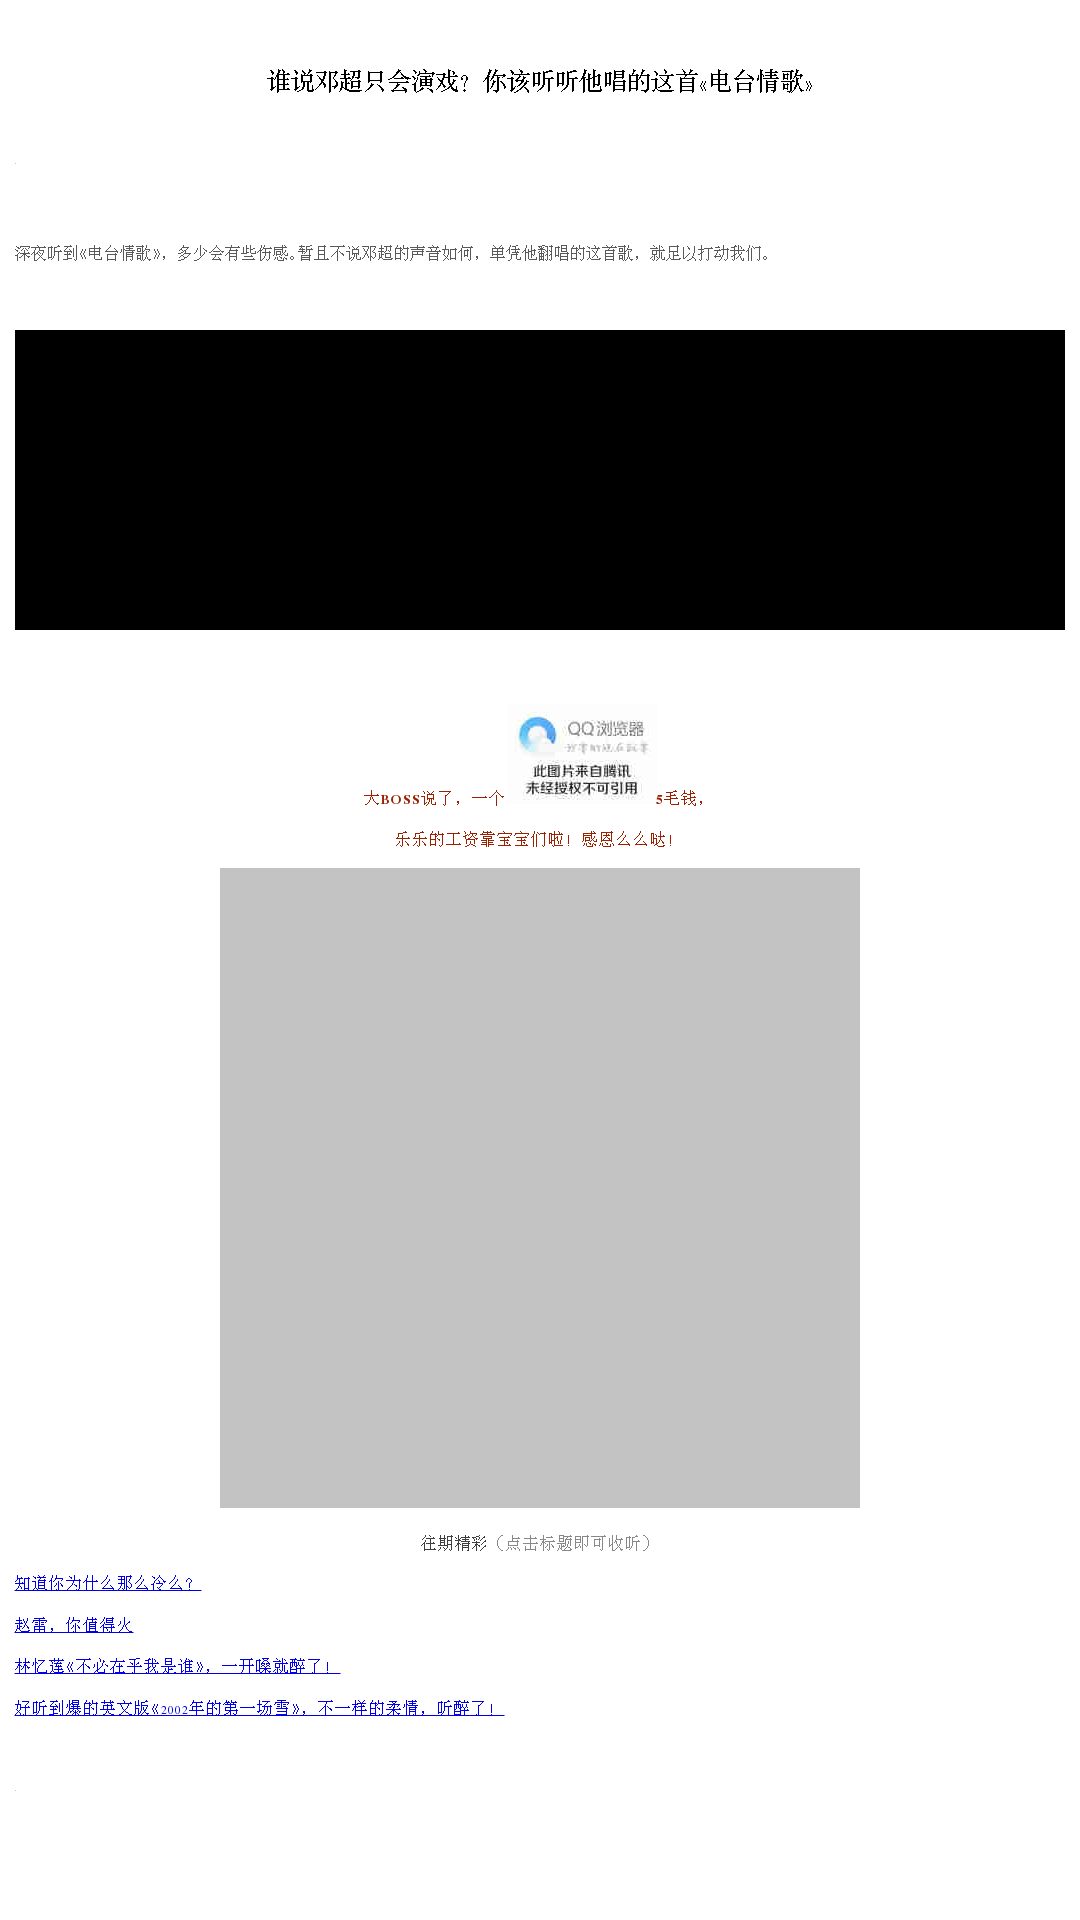 谁说邓超只会演戏？你该听听他唱的这首《电台情歌》
深夜听到《电台情歌》，多少会有些伤感。暂且不说邓超的声音如何，单凭他翻唱的这首歌，就足以打动我们。
QQ浏览器
此图片来自腾讯
未经授权不可引用
大BOSS说了，一个5毛钱，
乐乐的工资靠宝宝们啦！感恩么么哒！
往期精彩（点击标题即可收听）
知道你为什么那么冷么？
赵雷，你值得火
林忆莲《不必在乎我是谁》，一开嗓就醉了！
好听到爆的英文版《2002年的第一场雪》，不一样的柔情，听醉了！